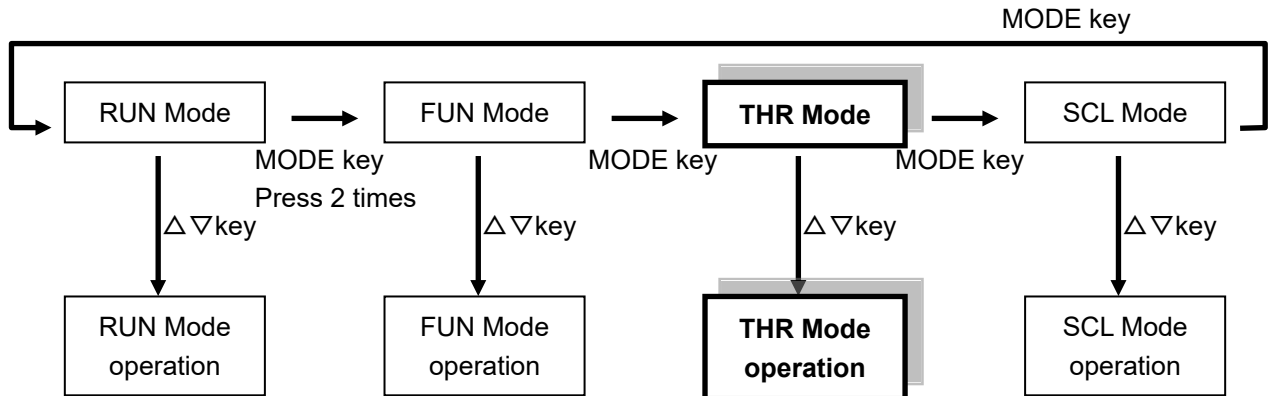 MODE key
RUN Mode
FUN Mode
THR Mode
SCL Mode
MODE key
Press 2 times
MODE key
MODE key
△▽key
△▽key
△▽key
△▽key
RUN Mode
operation
FUN Mode
operation
THR Mode
operation
SCL Mode
operation